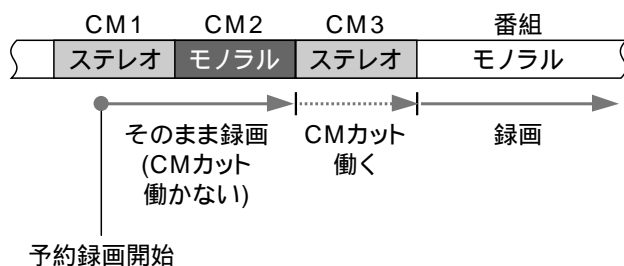 CM1 CM2 CM3 番組
ステレオ モノラル ステレオ モノラル
そのまま録画 CMカット 録画
(CMカット 働く
働かない)
予約録画開始